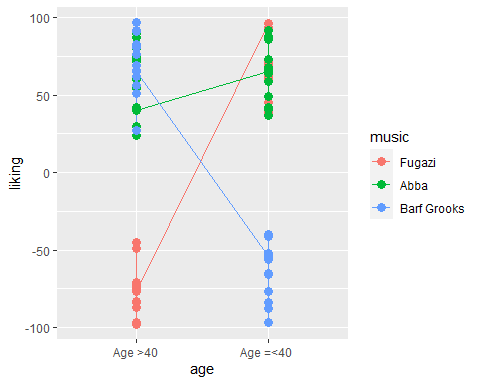 100
50
0
-50
-100
liking
Age >40
Age =<40
age
music
Fugazi
Abba
Barf Grooks